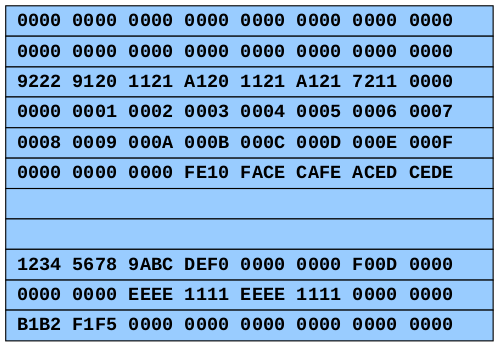 0000 0000 0000 0000 0000 0000 0000 0000
0000 0000 0000 0000 0000 0000 0000 0000
9222 9120 1121 A120 1121 A121 7211 0000
0000 0001 0002 0003 0004 0005 0006 0007
0008 0009 000A 000B 000C 000D 000E 000F
0000 0000 0000 FE10 FACE CAFE ACED CEDE
1234 5678 9ABC DEF0 0000 0000 F00D 0000
0000 0000 EEEE 1111 EEEE 1111 0000 0000
B1B2 F1F5 0000 0000 0000 0000 0000 0000